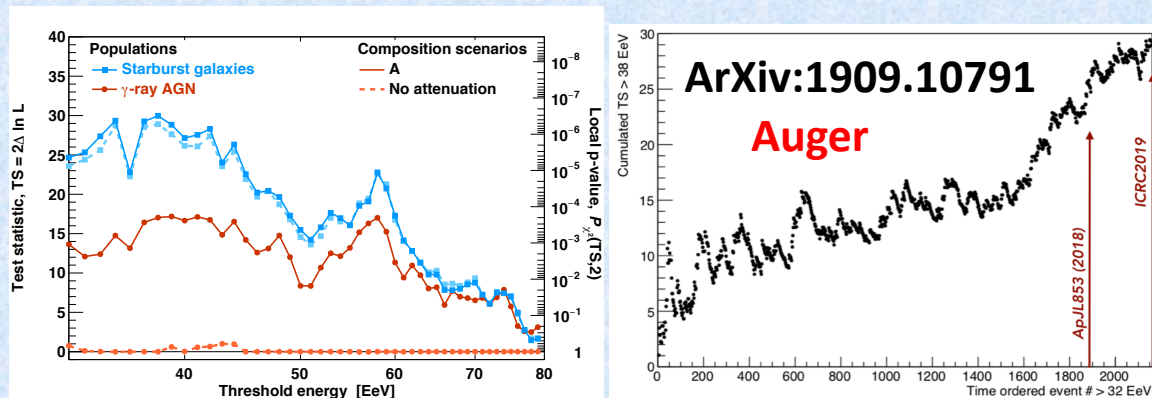 Populations
Starburst galaxies
γ-ray AGN
Composition scenarios
A
No attenuation
Test statistic, TS = 2Δ ln L
40
35
30
25
20
15
10
5
0
40
50
60
70
80
Threshold energy [EeV]
10⁻⁸
10⁻⁷
10⁻⁶
10⁻⁵
10⁻⁴
10⁻³
10⁻²
10⁻¹
1
Local p-value, P_χ²(TS,2)
ArXiv:1909.10791
Auger
Cumulated TS > 38 EeV
30
25
20
15
10
5
0
0 200 400 600 800 1000 1200 1400 1600 1800 2000
Time ordered event # > 32 EeV
ApJL853 (2018)
ICRC2019